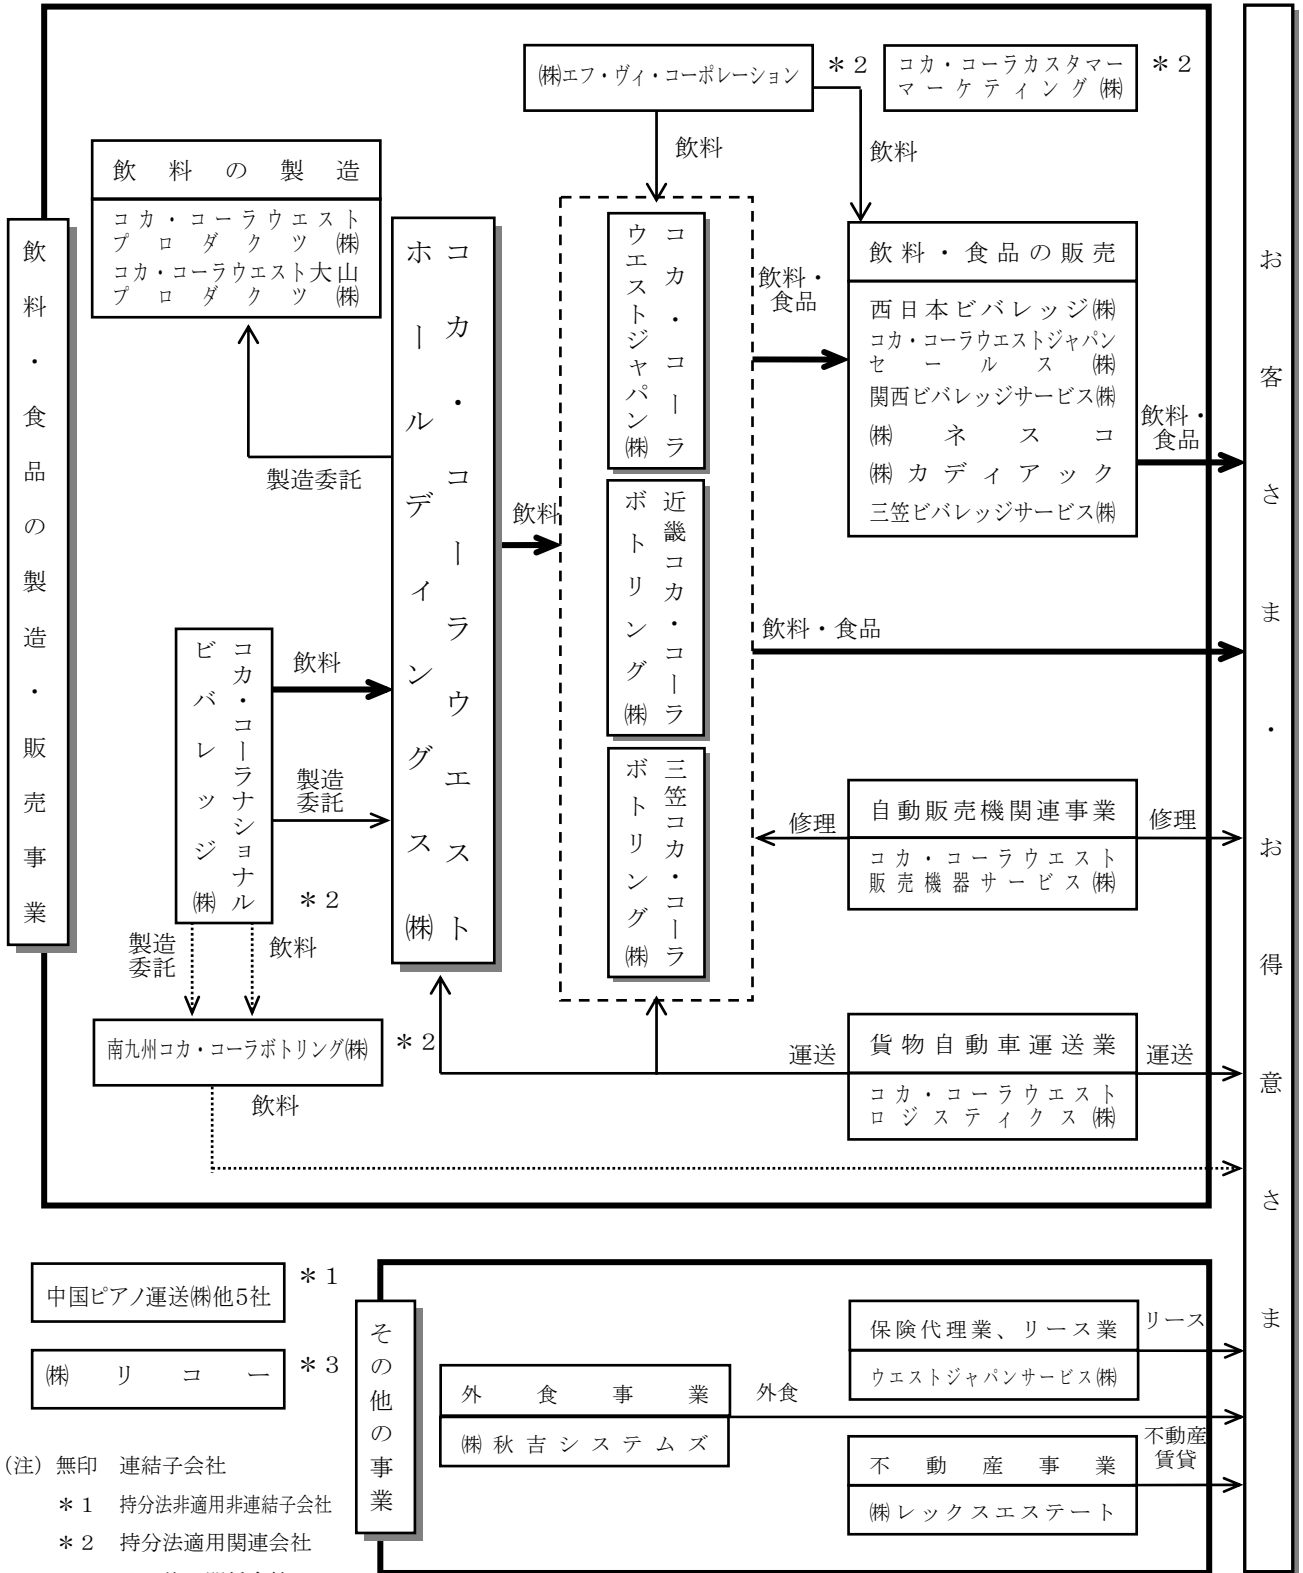 ㈱エフ・ヴィ・コーポレーション
＊２
コカ・コーラカスタマー
マーケティング㈱
＊２
飲料
飲料
飲料の製造
コカ・コーラウエスト
プロダクツ㈱
コカ・コーラウエスト大山
プロダクツ㈱
製造委託
飲料・食品の製造・販売事業
コカ・コーラウエスト
ホールディングス㈱
飲料
コカ・コーラ
ウエストジャパン㈱
近畿コカ・コーラ
ボトリング㈱
三笠コカ・コーラ
ボトリング㈱
飲料・
食品
飲料・食品の販売
西日本ビバレッジ㈱
コカ・コーラウエストジャパン
セールス㈱
関西ビバレッジサービス㈱
㈱ネスコ
㈱カディアック
三笠ビバレッジサービス㈱
飲料・
食品
飲料・食品
お客さま・お得意さま
コカ・コーラナショナル
ビバレッジ㈱
＊２
飲料
製造
委託
製造
委託
飲料
南九州コカ・コーラボトリング㈱
＊２
飲料
修理
自動販売機関連事業
コカ・コーラウエスト
販売機器サービス㈱
修理
運送
貨物自動車運送業
コカ・コーラウエスト
ロジスティクス㈱
運送
中国ピアノ運送㈱他5社
＊１
㈱リコー
＊３
その他の事業
外食事業
㈱秋吉システムズ
外食
保険代理業、リース業
ウエストジャパンサービス㈱
リース
不動産事業
㈱レックスエステート
不動産
賃貸
（注）無印　連結子会社
＊１　持分法非適用非連結子会社
＊２　持分法適用関連会社